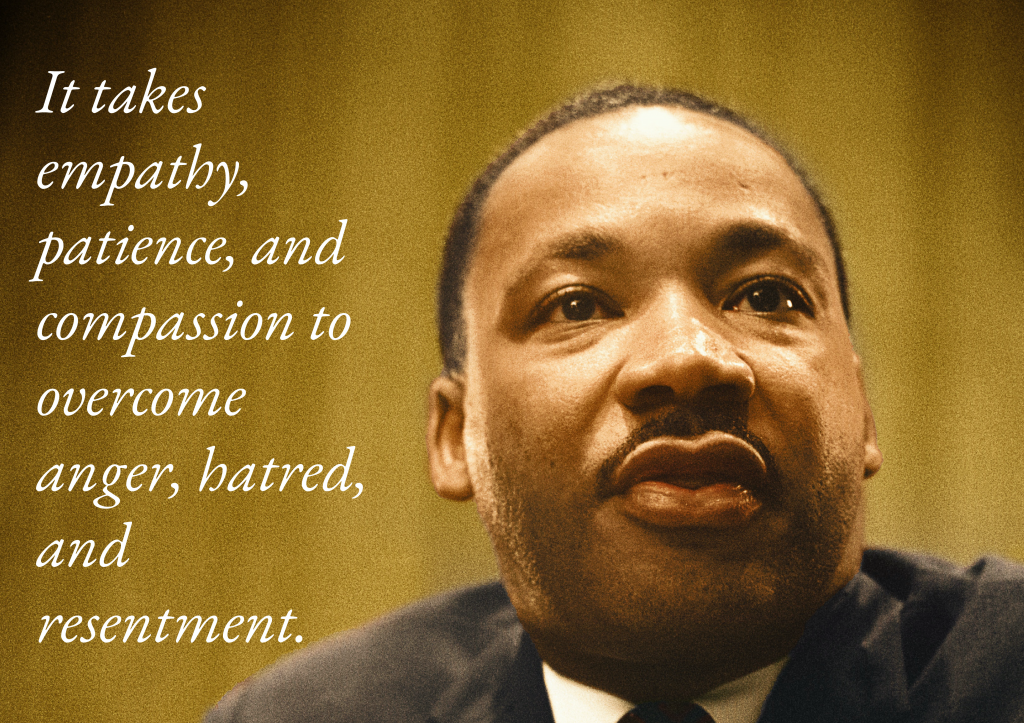 It takes
empathy,
patience, and
compassion to
overcome
anger, hatred,
and
resentment.